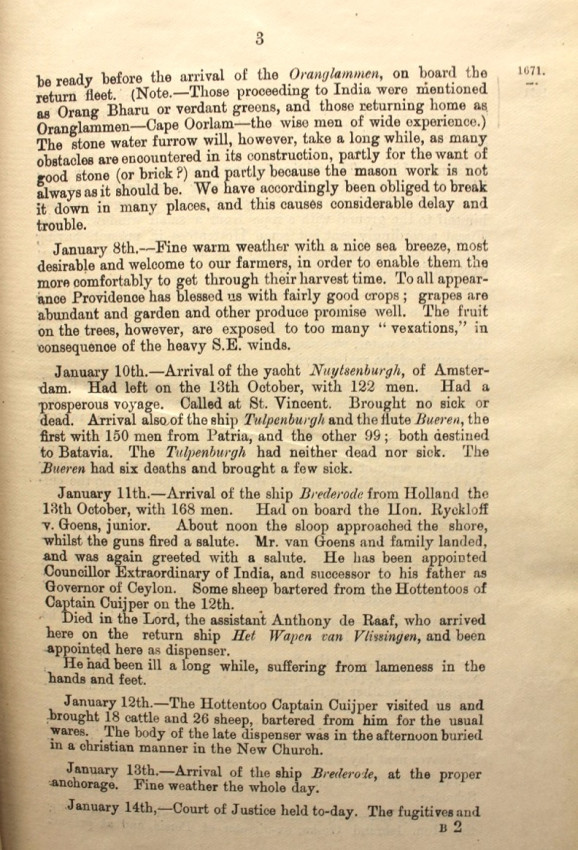 3
1671.
be ready before the arrival of the Oranglammen, on board the
return fleet. (Note.—Those proceeding to India were mentioned
as Orang Bharu or verdant greens, and those returning home as
Oranglammen—Cape Oorlam—the wise men of wide experience.)
The stone water furrow will, however, take a long while, as many
obstacles are encountered in its construction, partly for the want of
good stone (or brick?) and partly because the mason work is not
always as it should be. We have accordingly been obliged to break
it down in many places, and this causes considerable delay and
trouble.
January 8th.—Fine warm weather with a nice sea breeze, most
desirable and welcome to our farmers, in order to enable them the
more comfortably to get through their harvest time. To all appear-
ance Providence has blessed us with fairly good crops; grapes are
abundant and garden and other produce promise well. The fruit
on the trees, however, are exposed to too many “vexations,” in
consequence of the heavy S.E. winds.
January 10th.—Arrival of the yacht Nuytsenburgh, of Amster-
dam. Had left on the 13th October, with 122 men. Had a
prosperous voyage. Called at St. Vincent. Brought no sick or
dead. Arrival also of the ship Tulpenburgh and the flute Bueren, the
first with 150 men from Patria, and the other 99; both destined
to Batavia. The Tulpenburgh had neither dead nor sick. The
Bueren had six deaths and brought a few sick.
January 11th.—Arrival of the ship Brederode from Holland the
13th October, with 168 men. Had on board the Hon. Ryckloff
v. Goens, junior. About noon the sloop approached the shore,
whilst the guns fired a salute. Mr. van Goens and family landed,
and was again greeted with a salute. He has been appointed
Councillor Extraordinary of India, and successor to his father as
Governor of Ceylon. Some sheep bartered from the Hottentoos of
Captain Cuijper on the 12th.
Died in the Lord, the assistant Anthony de Raaf, who arrived
here on the return ship Het Wapen van Vlissingen, and been
appointed here as dispenser.
He had been ill a long while, suffering from lameness in the
hands and feet.
January 12th.—The Hottentoo Captain Cuijper visited us and
brought 18 cattle and 26 sheep, bartered from him for the usual
wares. The body of the late dispenser was in the afternoon buried
in a christian manner in the New Church.
January 13th.—Arrival of the ship Brederode, at the proper
anchorage. Fine weather the whole day.
January 14th,—Court of Justice held to-day. The fugitives and
B 2